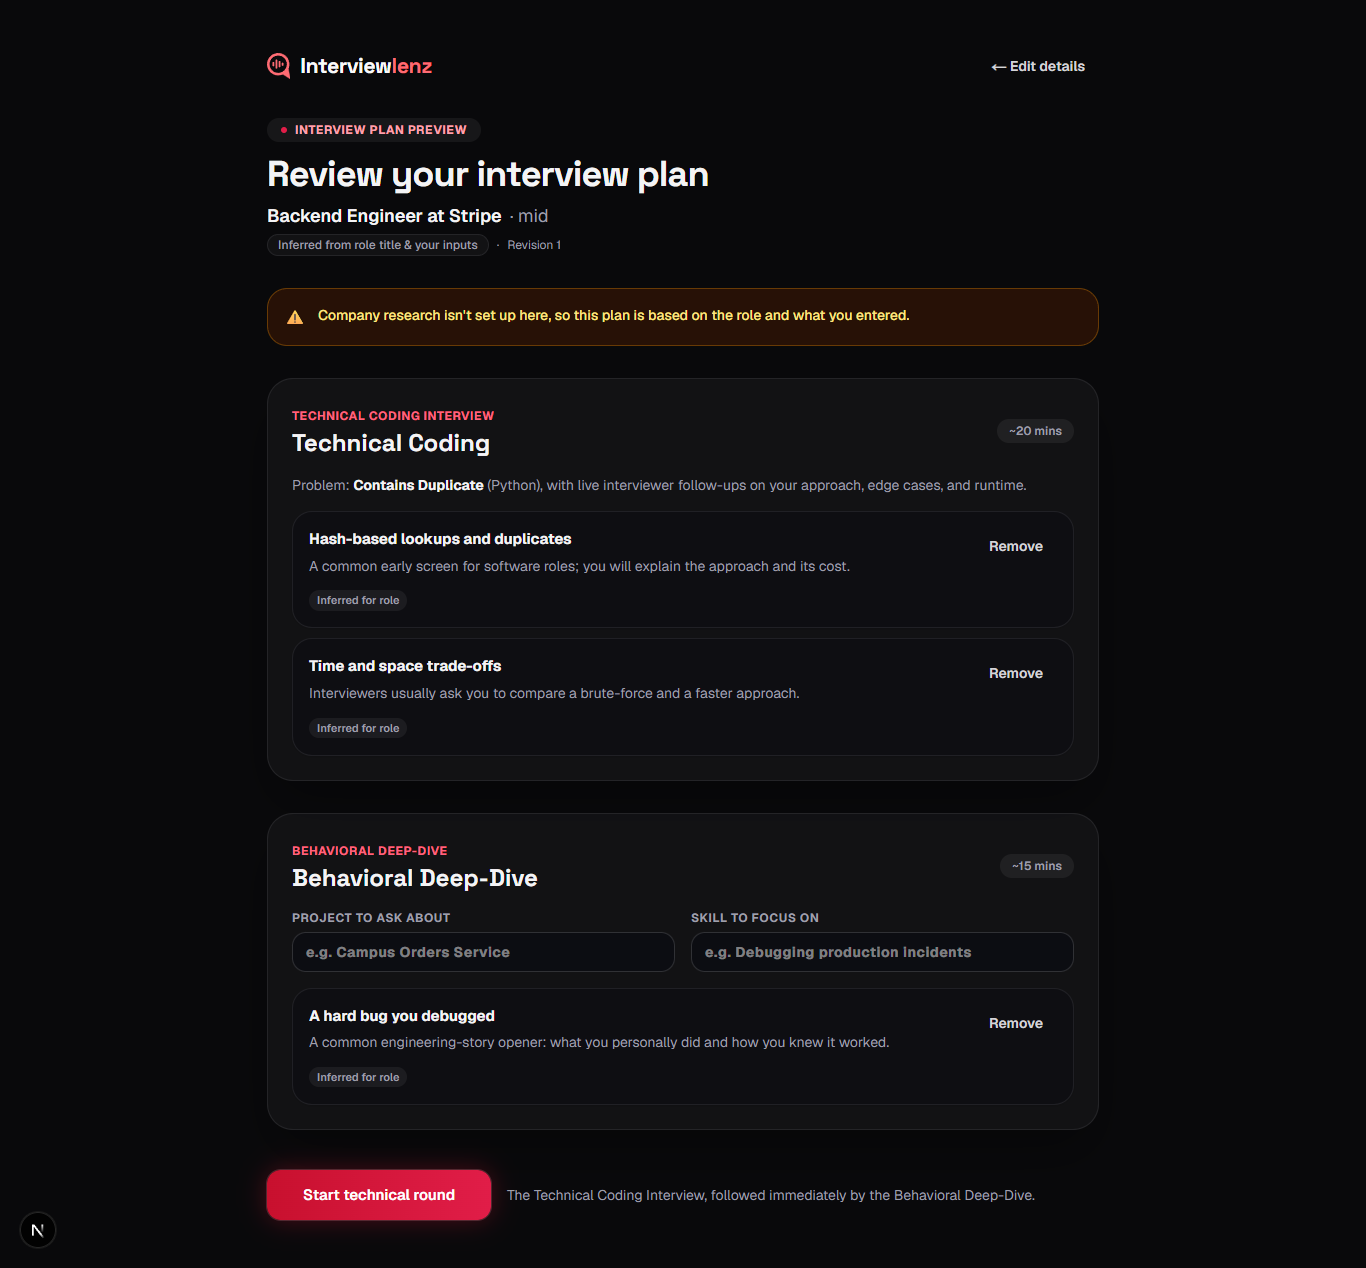 Interviewlenz
← Edit details
INTERVIEW PLAN PREVIEW
Review your interview plan
Backend Engineer at Stripe · mid
Inferred from role title & your inputs · Revision 1
Company research isn't set up here, so this plan is based on the role and what you entered.
TECHNICAL CODING INTERVIEW
Technical Coding
~20 mins
Problem: Contains Duplicate (Python), with live interviewer follow-ups on your approach, edge cases, and runtime.
Hash-based lookups and duplicates
Remove
A common early screen for software roles; you will explain the approach and its cost.
Inferred for role
Time and space trade-offs
Remove
Interviewers usually ask you to compare a brute-force and a faster approach.
Inferred for role
BEHAVIORAL DEEP-DIVE
Behavioral Deep-Dive
~15 mins
PROJECT TO ASK ABOUT
SKILL TO FOCUS ON
e.g. Campus Orders Service
e.g. Debugging production incidents
A hard bug you debugged
Remove
A common engineering-story opener: what you personally did and how you knew it worked.
Inferred for role
Start technical round
The Technical Coding Interview, followed immediately by the Behavioral Deep-Dive.
N